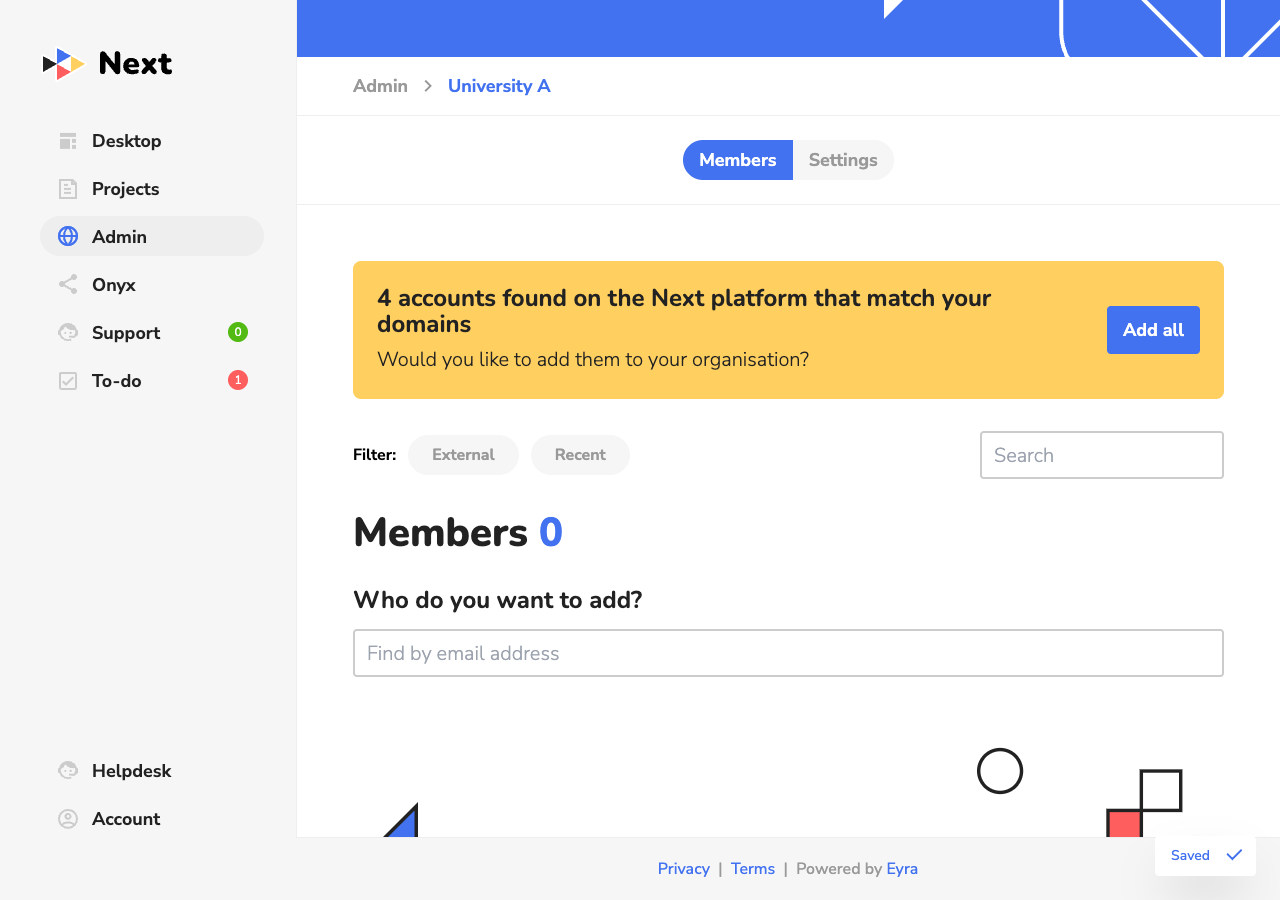 Next
Desktop
Projects
Admin
Onyx
Support 0
To-do 1
Helpdesk
Account
Admin University A
Members Settings
4 accounts found on the Next platform that match your
domains
Would you like to add them to your organisation?
Add all
Filter: External Recent
Search
Members 0
Who do you want to add?
Find by email address
Privacy | Terms | Powered by Eyra
Saved